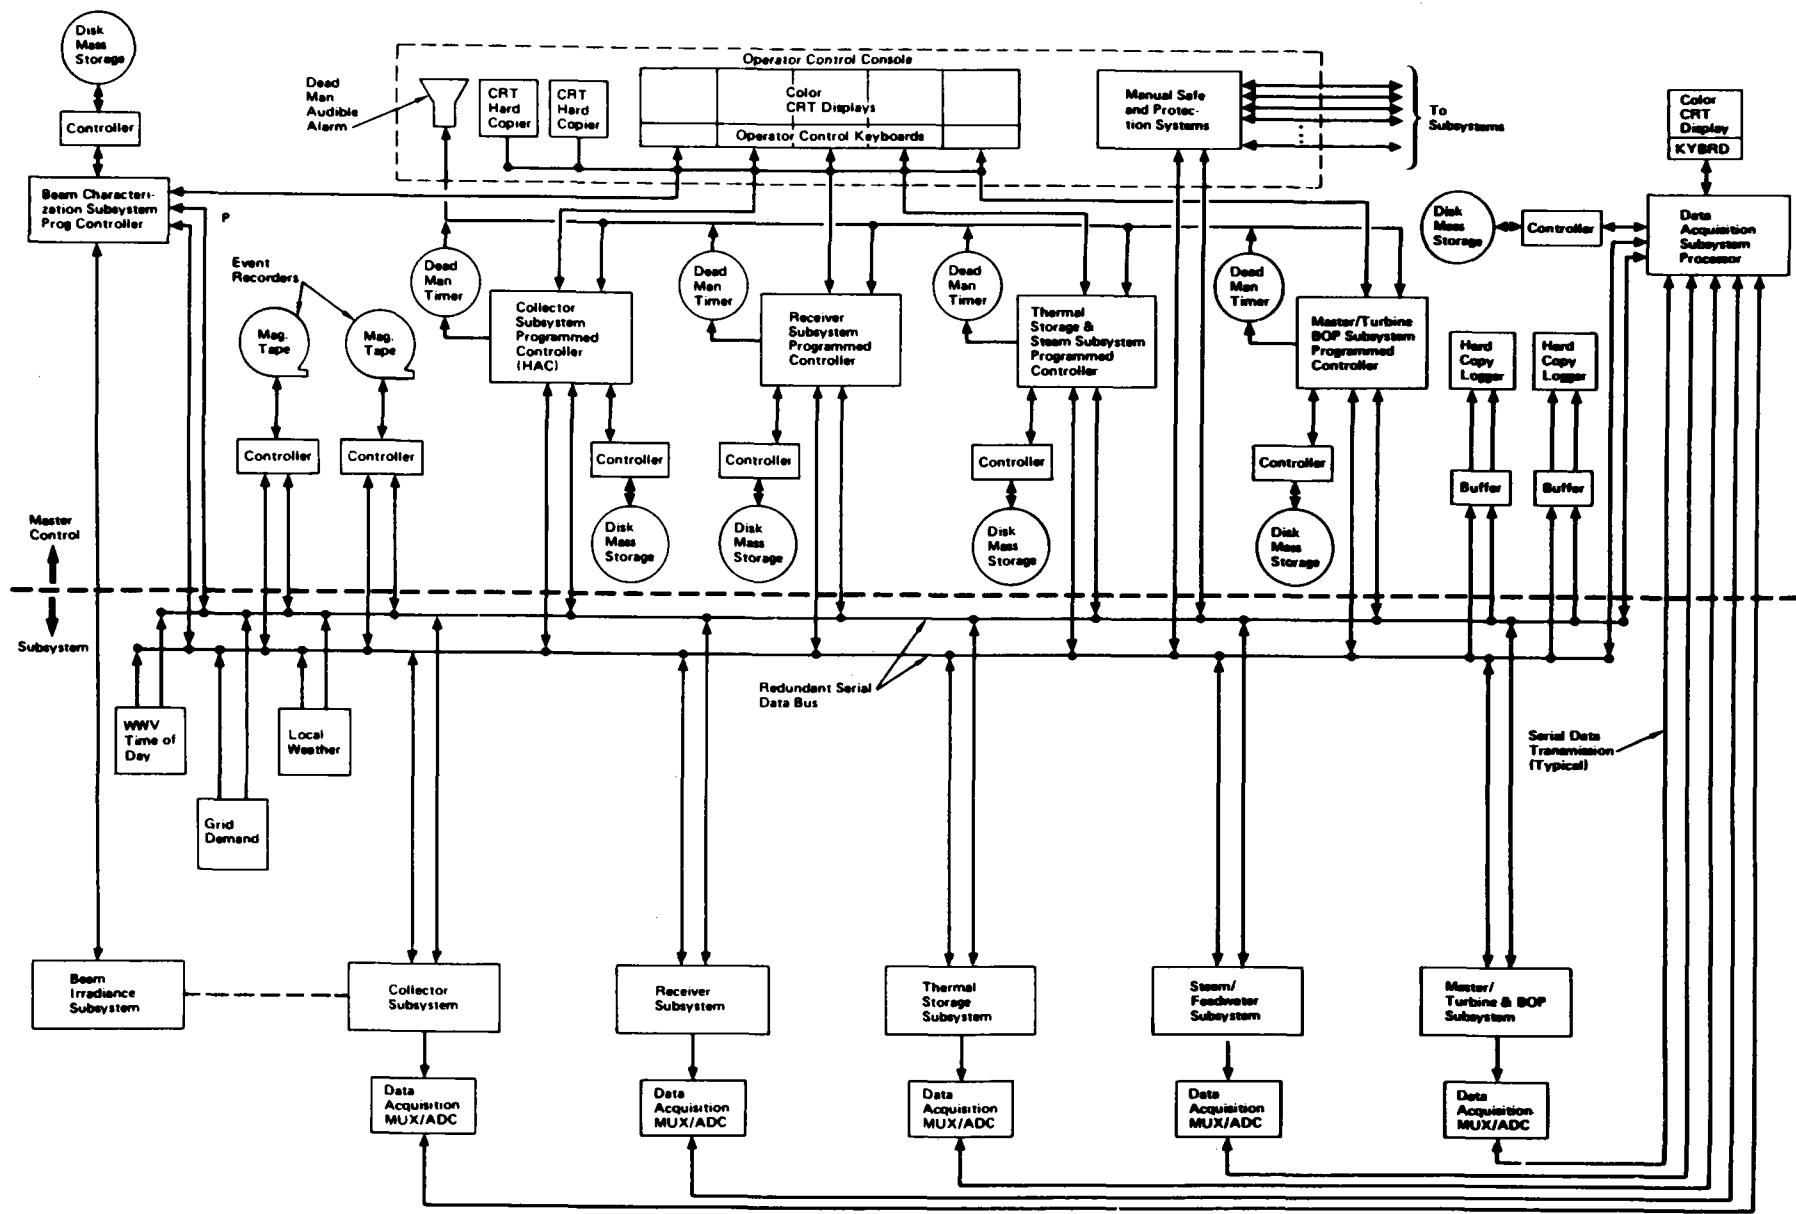 Disk
Mass
Storage
Controller
Beam Characteri-
zation Subsystem
Prog Controller
P
Dead
Man
Audible
Alarm
Operator Control Console
CRT
Hard
Copier
CRT
Hard
Copier
Color
CRT Displays
Operator Control Keyboards
Manual Safe
and Protec-
tion Systems
To
Subsystems
Color
CRT
Display
KYBRD
Disk
Mass
Storage
Controller
Data
Acquisition
Subsystem
Processor
Event
Recorders
Mag.
Tape
Mag.
Tape
Controller
Controller
Dead
Man
Timer
Collector
Subsystem
Programmed
Controller
(HAC)
Controller
Disk
Mass
Storage
Dead
Man
Timer
Receiver
Subsystem
Programmed
Controller
Controller
Disk
Mass
Storage
Dead
Man
Timer
Thermal
Storage &
Steam Subsystem
Programmed
Controller
Controller
Disk
Mass
Storage
Dead
Man
Timer
Master/Turbine
BOP Subsystem
Programmed
Controller
Controller
Disk
Mass
Storage
Hard
Copy
Logger
Hard
Copy
Logger
Buffer
Buffer
Master
Control
Subsystem
WWV
Time of
Day
Grid
Demand
Local
Weather
Redundant Serial
Data Bus
Serial Data
Transmission
(Typical)
Beam
Irradiance
Subsystem
Collector
Subsystem
Receiver
Subsystem
Thermal
Storage
Subsystem
Steam/
Feedwater
Subsystem
Master/
Turbine & BOP
Subsystem
Data
Acquisition
MUX/ADC
Data
Acquisition
MUX/ADC
Data
Acquisition
MUX/ADC
Data
Acquisition
MUX/ADC
Data
Acquisition
MUX/ADC